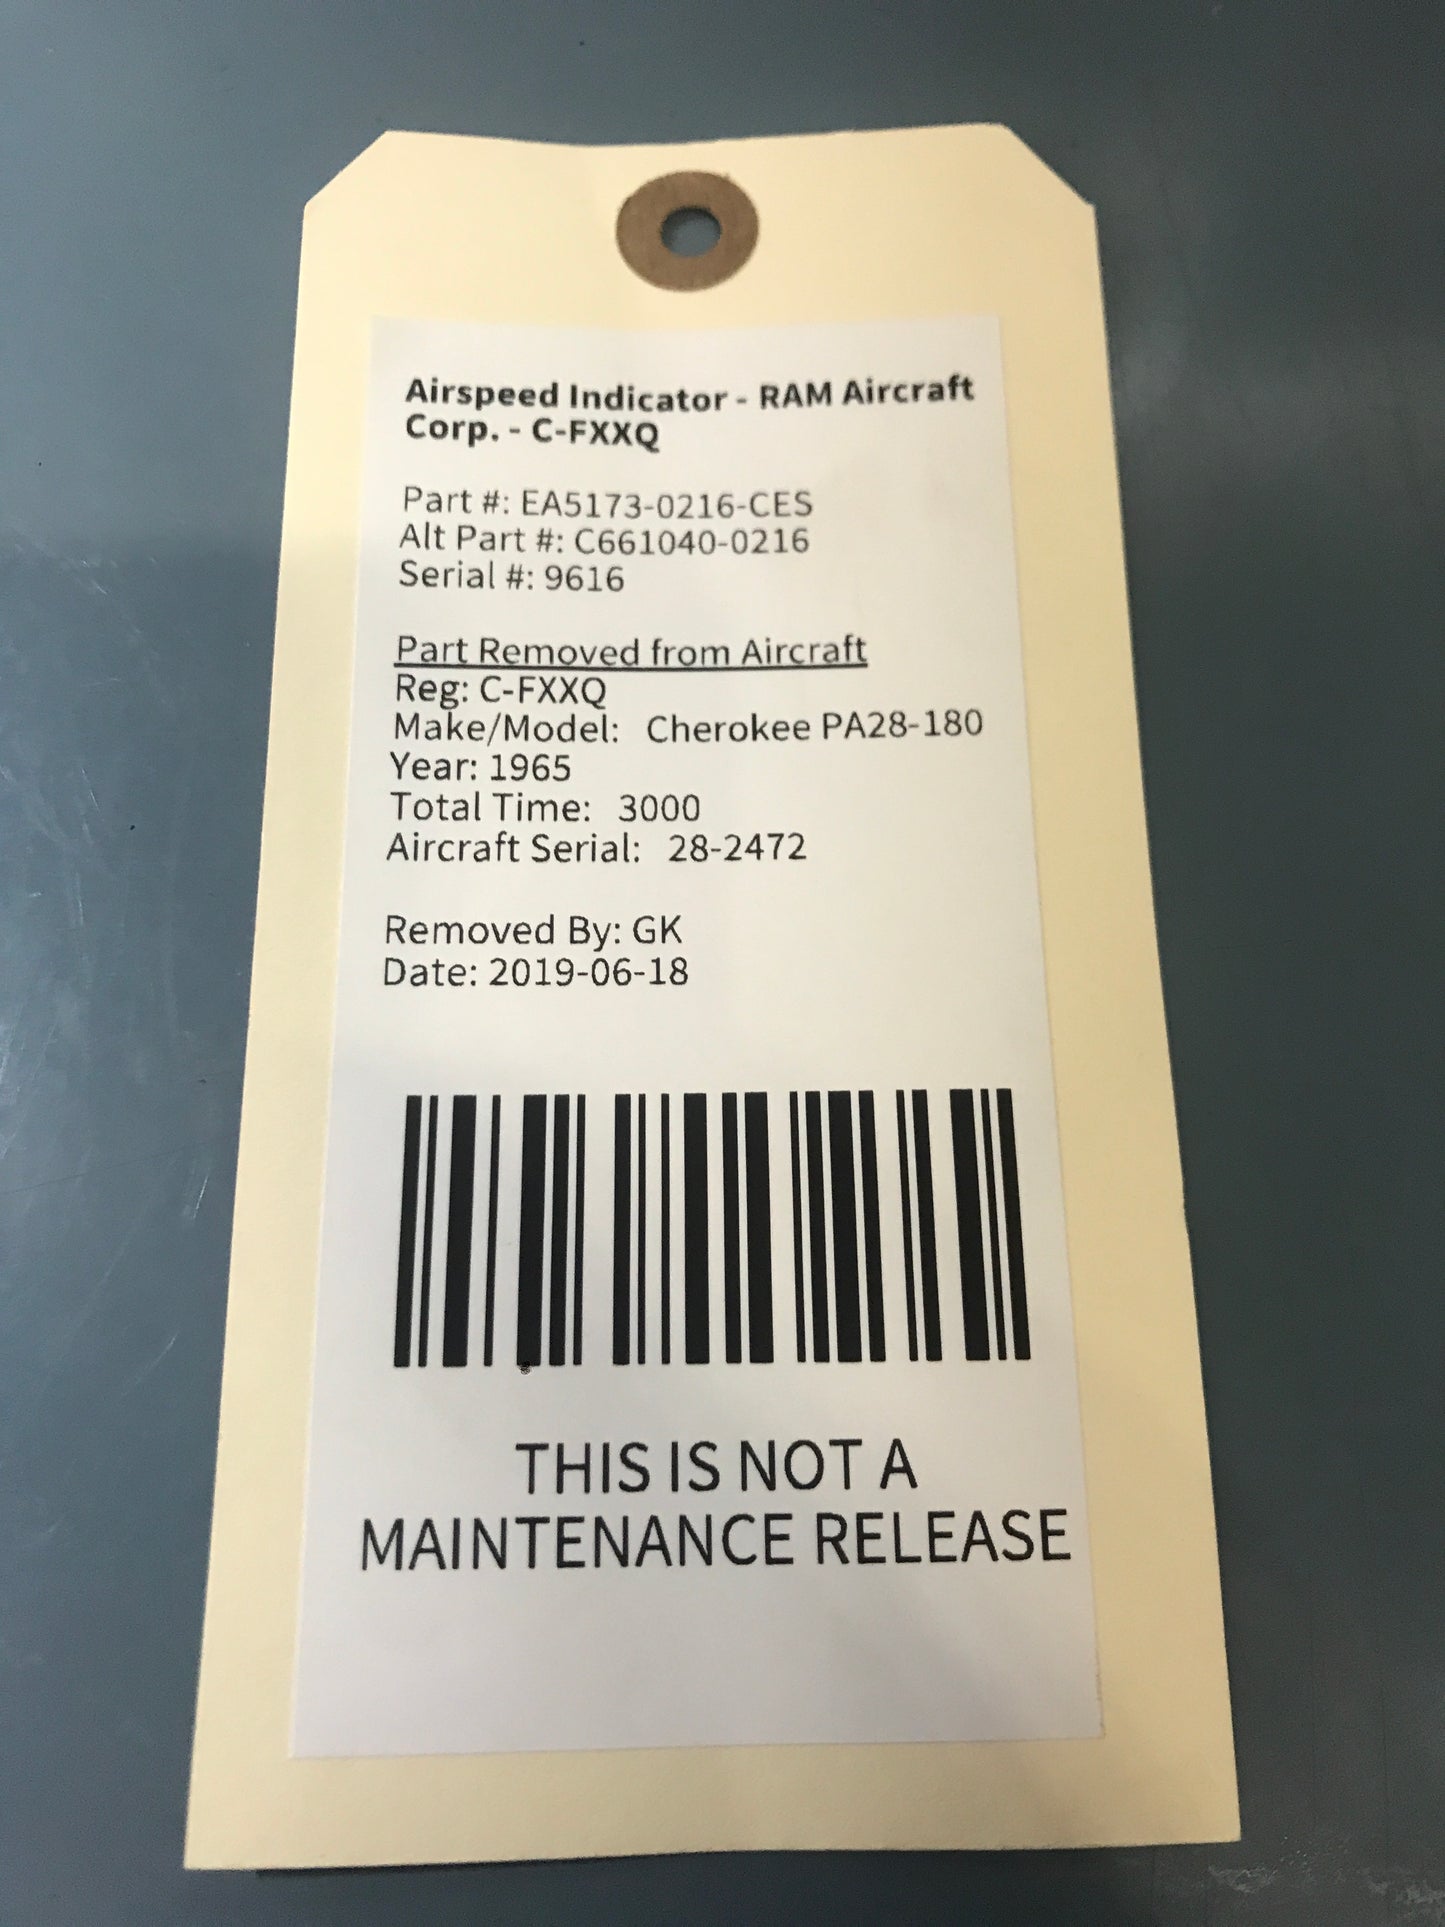 Airspeed Indicator - RAM Aircraft
Corp. - C-FXXQ
Part #: EA5173-0216-CES
Alt Part #: C661040-0216
Serial #: 9616
Part Removed from Aircraft
Reg: C-FXXQ
Make/Model: Cherokee PA28-180
Year: 1965
Total Time: 3000
Aircraft Serial: 28-2472
Removed By: GK
Date: 2019-06-18
THIS IS NOT A
MAINTENANCE RELEASE